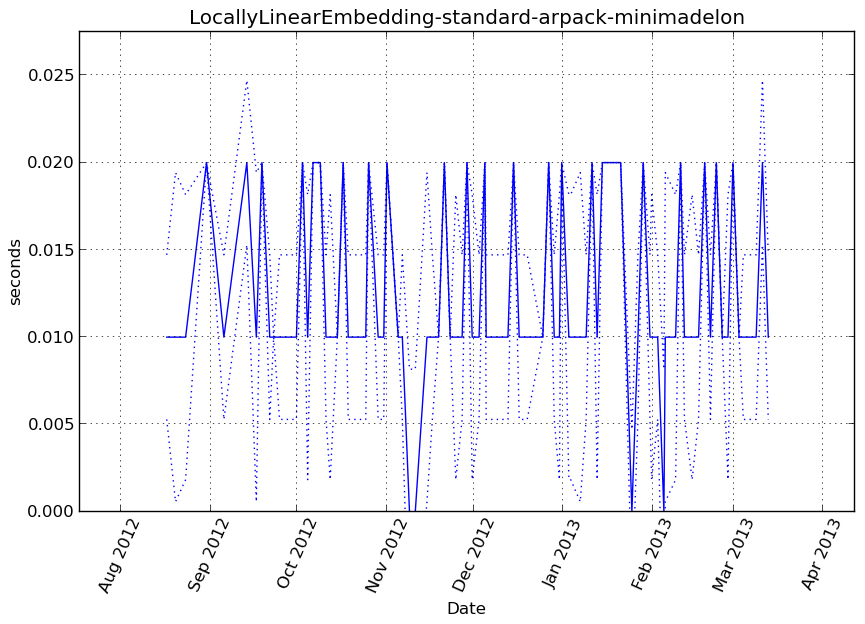 LocallyLinearEmbedding-standard-arpack-minimadelon
0.025
0.020
0.015
0.010
0.005
0.000
seconds
Aug 2012
Sep 2012
Oct 2012
Nov 2012
Dec 2012
Jan 2013
Feb 2013
Mar 2013
Apr 2013
Date